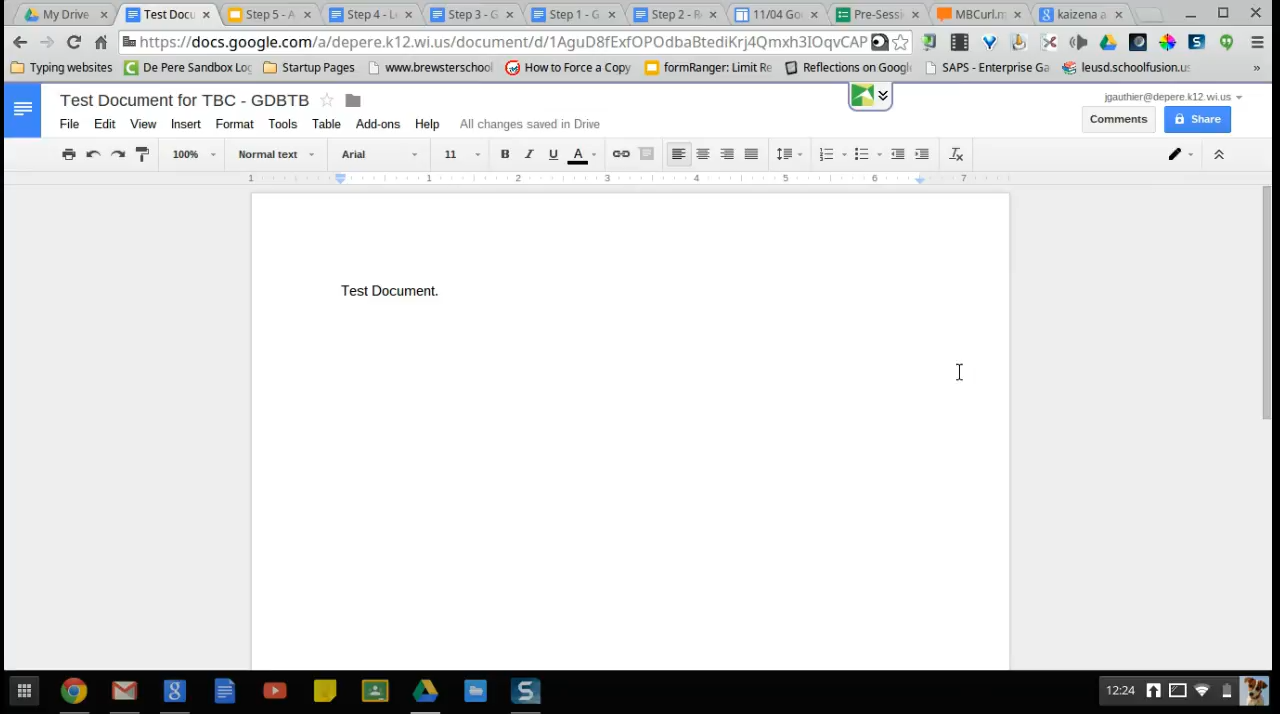 My Drive
Test Docu
Step 5 - A
Step 4 - Le
Step 3 - G
Step 1 - G
Step 2 - R
11/04 Go
Pre-Sessi
MBCurl.m
kaizena a
https://docs.google.com/a/depere.k12.wi.us/document/d/1AguD8fExfOPOdbaBtediKrj4Qmxh3IOqvCAP
Typing websites
De Pere Sandbox Log
Startup Pages
www.brewsterschool
How to Force a Copy
formRanger: Limit Re
Reflections on Google
SAPS - Enterprise Ga
leusd.schoolfusion.us
»
Test Document for TBC - GDBTB
jgauthier@depere.k12.wi.us
File Edit View Insert Format Tools Table Add-ons Help All changes saved in Drive
Comments
Share
100% Normal text Arial 11 B I U A
1 1 2 3 4 5 6 7
Test Document.
12:24